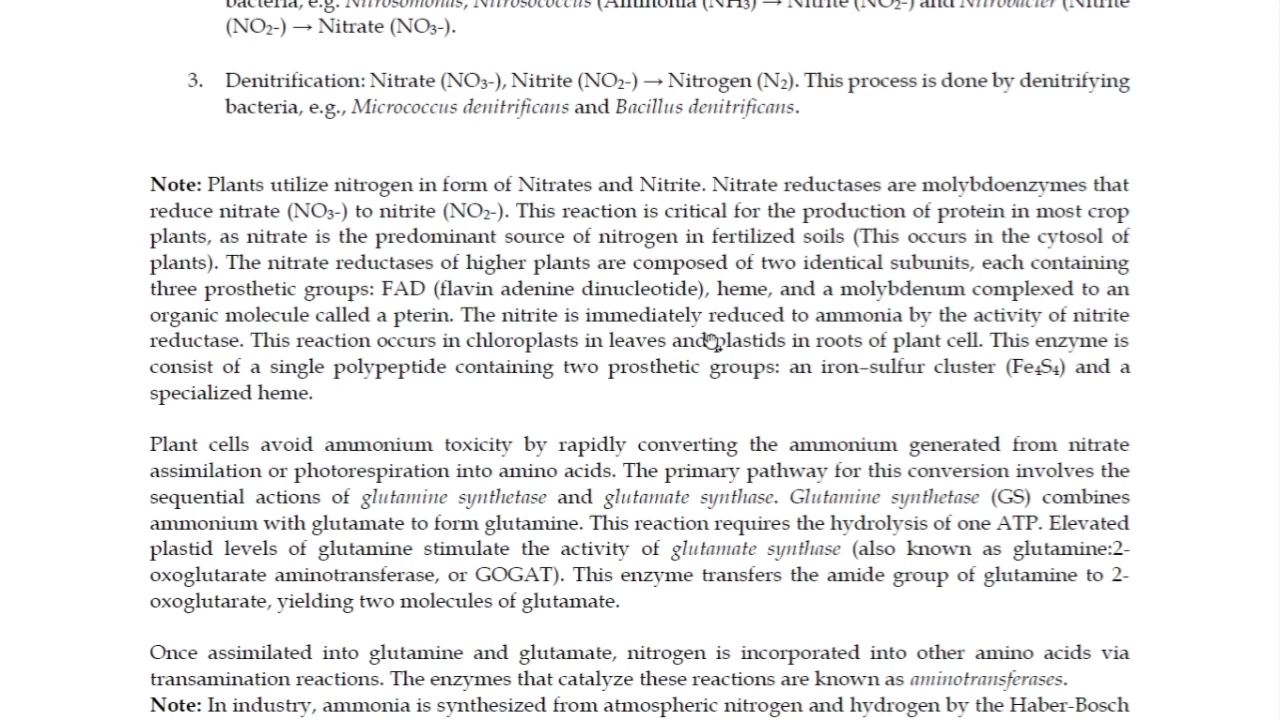 bacteria, e.g. Nitrosomonas, Nitrosococcus (Ammonia (NH₃) → Nitrite (NO₂-) and Nitrobacter (Nitrite
(NO₂-) → Nitrate (NO₃-).
3. Denitrification: Nitrate (NO₃-), Nitrite (NO₂-) → Nitrogen (N₂). This process is done by denitrifying
bacteria, e.g., Micrococcus denitrificans and Bacillus denitrificans.
Note: Plants utilize nitrogen in form of Nitrates and Nitrite. Nitrate reductases are molybdoenzymes that
reduce nitrate (NO₃-) to nitrite (NO₂-). This reaction is critical for the production of protein in most crop
plants, as nitrate is the predominant source of nitrogen in fertilized soils (This occurs in the cytosol of
plants). The nitrate reductases of higher plants are composed of two identical subunits, each containing
three prosthetic groups: FAD (flavin adenine dinucleotide), heme, and a molybdenum complexed to an
organic molecule called a pterin. The nitrite is immediately reduced to ammonia by the activity of nitrite
reductase. This reaction occurs in chloroplasts in leaves and plastids in roots of plant cell. This enzyme is
consist of a single polypeptide containing two prosthetic groups: an iron–sulfur cluster (Fe₄S₄) and a
specialized heme.
Plant cells avoid ammonium toxicity by rapidly converting the ammonium generated from nitrate
assimilation or photorespiration into amino acids. The primary pathway for this conversion involves the
sequential actions of glutamine synthetase and glutamate synthase. Glutamine synthetase (GS) combines
ammonium with glutamate to form glutamine. This reaction requires the hydrolysis of one ATP. Elevated
plastid levels of glutamine stimulate the activity of glutamate synthase (also known as glutamine:2-
oxoglutarate aminotransferase, or GOGAT). This enzyme transfers the amide group of glutamine to 2-
oxoglutarate, yielding two molecules of glutamate.
Once assimilated into glutamine and glutamate, nitrogen is incorporated into other amino acids via
transamination reactions. The enzymes that catalyze these reactions are known as aminotransferases.
Note: In industry, ammonia is synthesized from atmospheric nitrogen and hydrogen by the Haber-Bosch